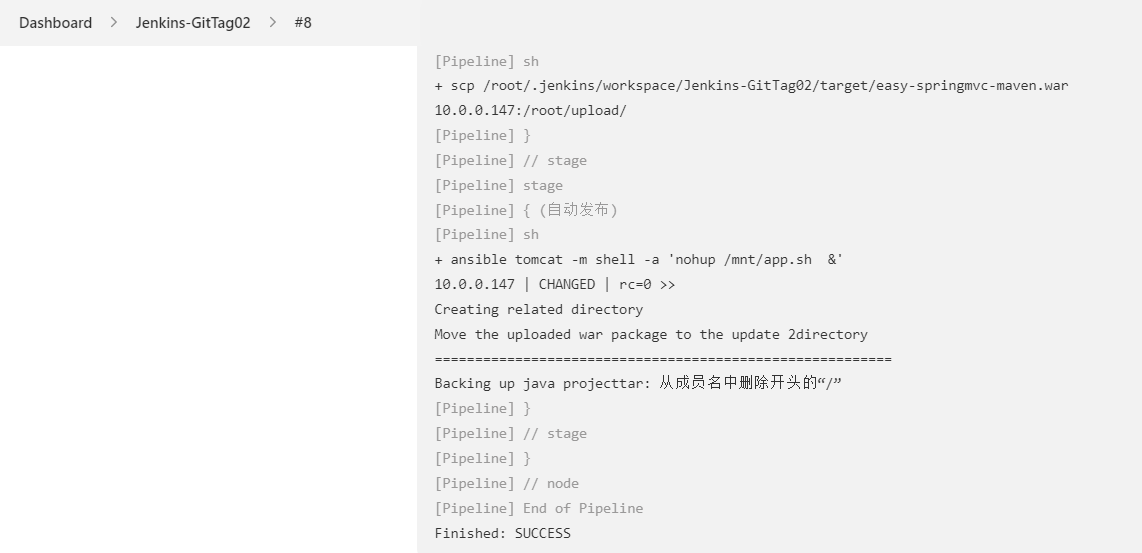 Dashboard > Jenkins-GitTag02 > #8
[Pipeline] sh
+ scp /root/.jenkins/workspace/Jenkins-GitTag02/target/easy-springmvc-maven.war
10.0.0.147:/root/upload/
[Pipeline] }
[Pipeline] // stage
[Pipeline] stage
[Pipeline] { (自动发布)
[Pipeline] sh
+ ansible tomcat -m shell -a 'nohup /mnt/app.sh  &'
10.0.0.147 | CHANGED | rc=0 >>
Creating related directory
Move the uploaded war package to the update 2directory
=========================================================
Backing up java projecttar: 从成员名中删除开头的“/”
[Pipeline] }
[Pipeline] // stage
[Pipeline] }
[Pipeline] // node
[Pipeline] End of Pipeline
Finished: SUCCESS